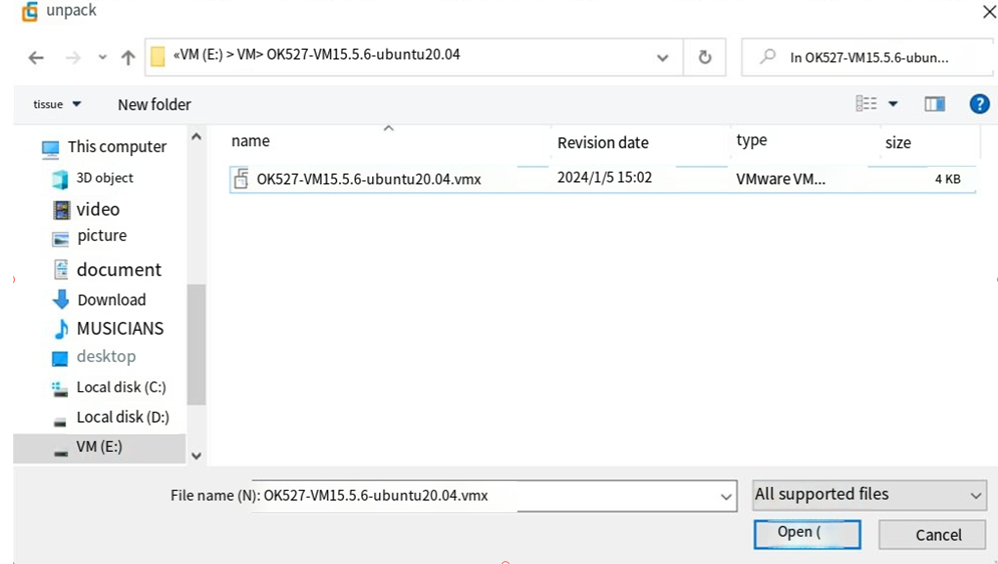 unpack
«VM (E:) > VM> OK527-VM15.5.6-ubuntu20.04
In OK527-VM15.5.6-ubun...
tissue New folder
name Revision date type size
OK527-VM15.5.6-ubuntu20.04.vmx 2024/1/5 15:02 VMware VM... 4 KB
This computer
3D object
video
picture
document
Download
MUSICIANS
desktop
Local disk (C:)
Local disk (D:)
VM (E:)
File name (N): OK527-VM15.5.6-ubuntu20.04.vmx
All supported files
Open (
Cancel